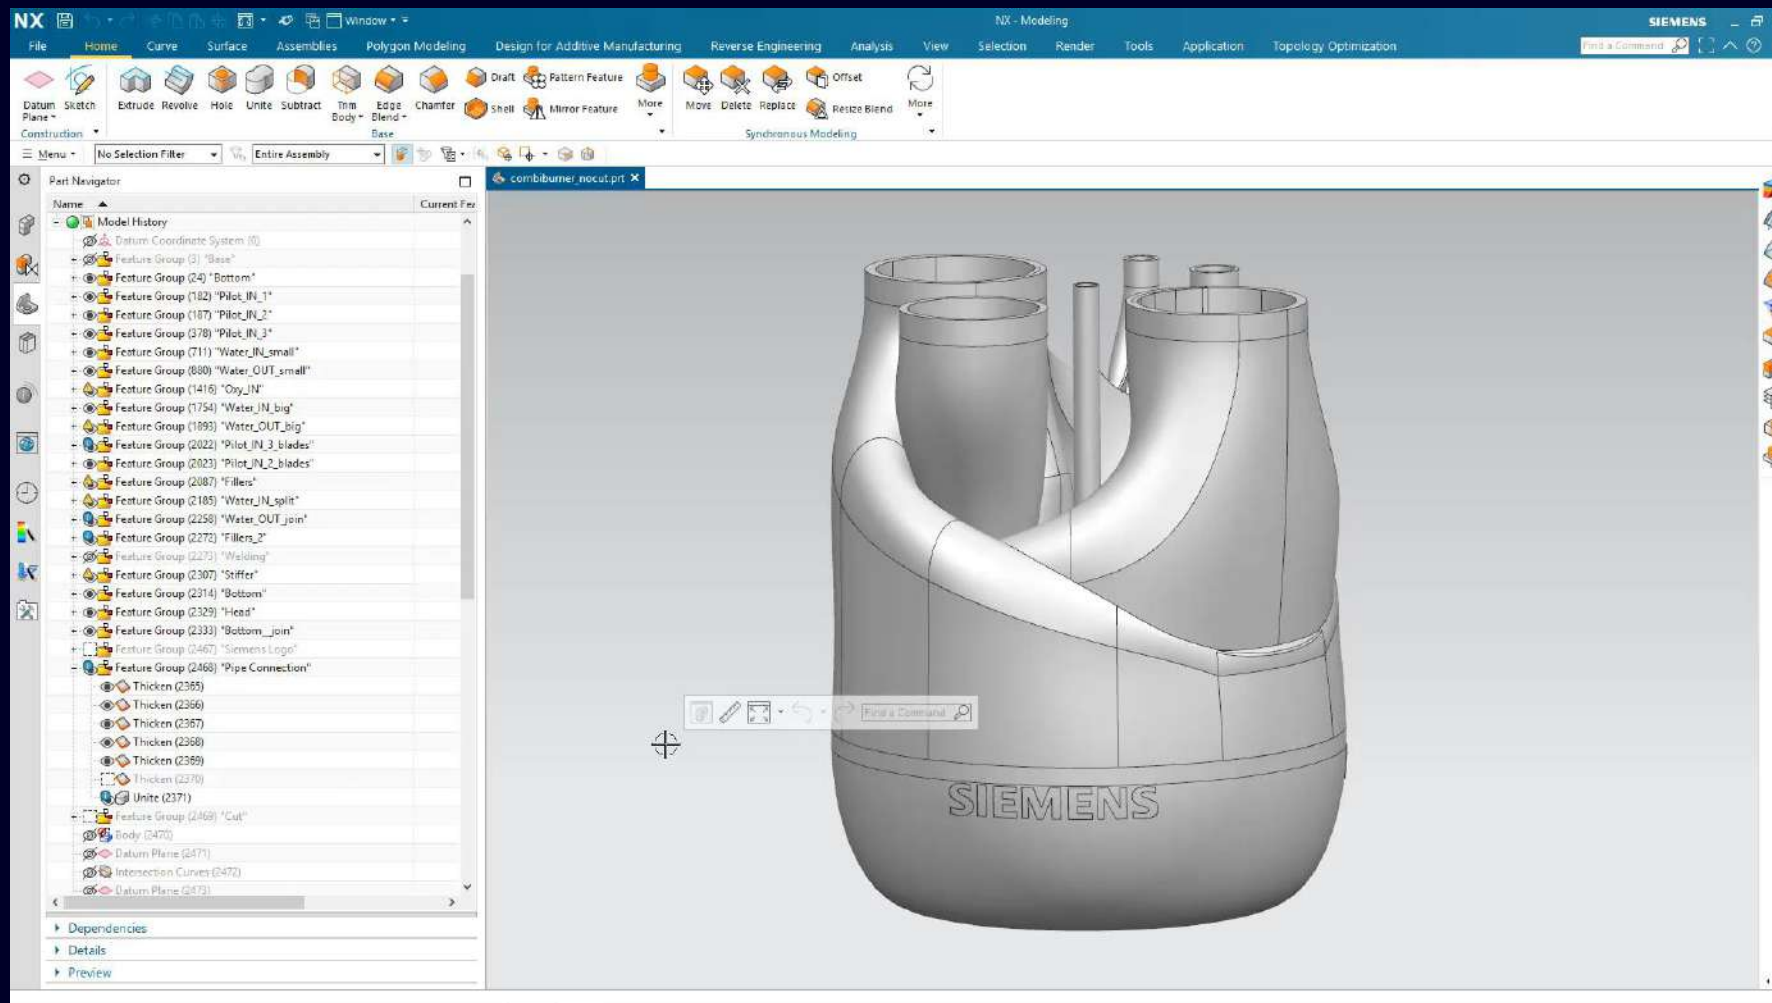 NX Window NX - Modeling SIEMENS
File Home Curve Surface Assemblies Polygon Modeling Design for Additive Manufacturing Reverse Engineering Analysis View Selection Render Tools Application Topology Optimization Find a Command
Draft Pattern Feature Offset
Datum Plane Sketch Extrude Revolve Hole Unite Subtract Trim Body Edge Blend Chamfer Shell Mirror Feature More Move Delete Replace Resize Blend More
Construction Base Synchronous Modeling
Menu No Selection Filter Entire Assembly
Part Navigator combiburner_nocut.prt
Name Current Fea
Model History
Datum Coordinate System (0)
Feature Group (3) "Base"
Feature Group (24) "Bottom"
Feature Group (182) "Pilot_IN_1"
Feature Group (187) "Pilot_IN_2"
Feature Group (378) "Pilot_IN_3"
Feature Group (711) "Water_IN_small"
Feature Group (880) "Water_OUT_small"
Feature Group (1416) "Oxy_IN"
Feature Group (1754) "Water_IN_big"
Feature Group (1893) "Water_OUT_big"
Feature Group (2022) "Pilot_IN_3_blades"
Feature Group (2023) "Pilot_IN_2_blades"
Feature Group (2087) "Fillers"
Feature Group (2185) "Water_IN_split"
Feature Group (2258) "Water_OUT_join"
Feature Group (2272) "Fillers_2"
Feature Group (2273) "Welding"
Feature Group (2307) "Stiffer"
Feature Group (2314) "Bottom"
Feature Group (2329) "Head"
Feature Group (2333) "Bottom__join"
Feature Group (2467) "Siemens Logo"
Feature Group (2468) "Pipe Connection"
Thicken (2365)
Thicken (2366)
Thicken (2367)
Thicken (2368)
Thicken (2369)
Thicken (2370)
Unite (2371)
Feature Group (2469) "Cut"
Body (2470)
Datum Plane (2471)
Intersection Curves (2472)
Datum Plane (2473)
Dependencies
Details
Preview
Find a Command
SIEMENS